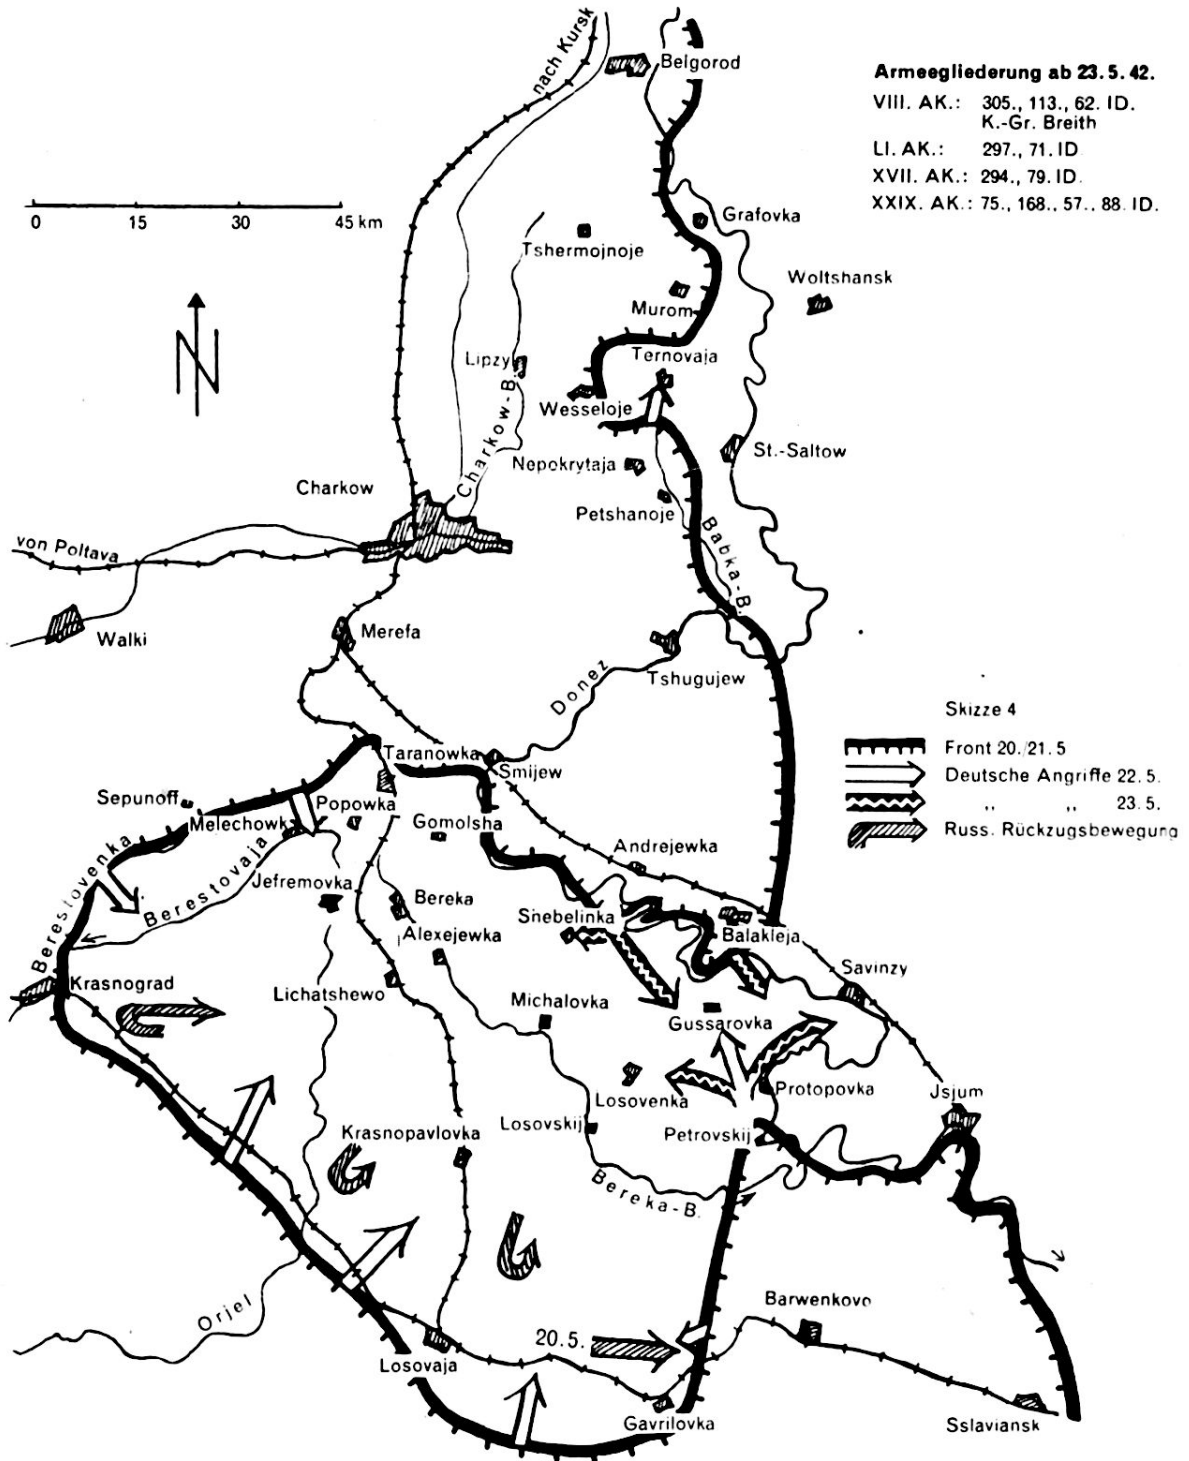 nach Kursk
Belgorod
Armeegliederung ab 23.5.42.
VIII. AK.: 305., 113., 62. ID.
K.-Gr. Breith
LI. AK.: 297., 71. ID
XVII. AK.: 294., 79. ID.
XXIX. AK.: 75., 168., 57.. 88. ID.
0 15 30 45 km
N
Grafovka
Tshermojnoje
Woltshansk
Murom
Ternovaja
Lipzy
Charkow-B.
Wesseloje
St.-Saltow
Nepokrytaja
Charkow
Petshanoje
von Poltava
Babka-B.
Walki
Merefa
Donez
Tshugujew
Skizze 4
Front 20./21.5
Deutsche Angriffe 22.5.
,, ,, 23.5.
Russ. Rückzugsbewegung
Taranowka
Smijew
Sepunoff
Popowka
Melechowk
Gomolsha
Andrejewka
Berestovenka
Berestovaja
Jefremovka
Bereka
Snebelinka
Alexejewka
Balakleja
Savinzy
Krasnograd
Lichatshewo
Michalovka
Gussarovka
Protopovka
Jsjum
Losovenka
Losovskij
Petrovskij
Krasnopavlovka
Bereka-B.
Orjel
Barwenkovo
20.5.
Losovaja
Gavrilovka
Sslaviansk